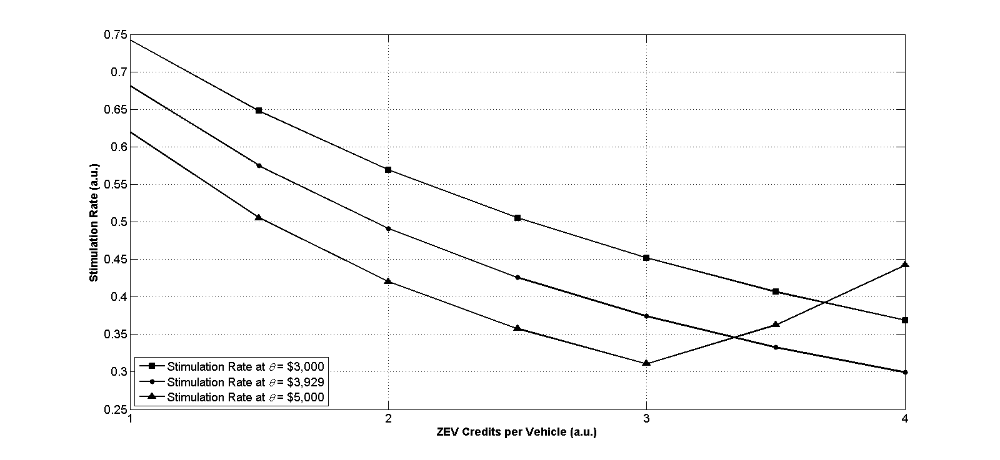 0.75
0.7
0.65
0.6
0.55
0.5
0.45
0.4
0.35
0.3
0.25
Stimulation Rate (a.u.)
Stimulation Rate at θ = $3,000
Stimulation Rate at θ = $3,929
Stimulation Rate at θ = $5,000
1 2 3 4
ZEV Credits per Vehicle (a.u.)